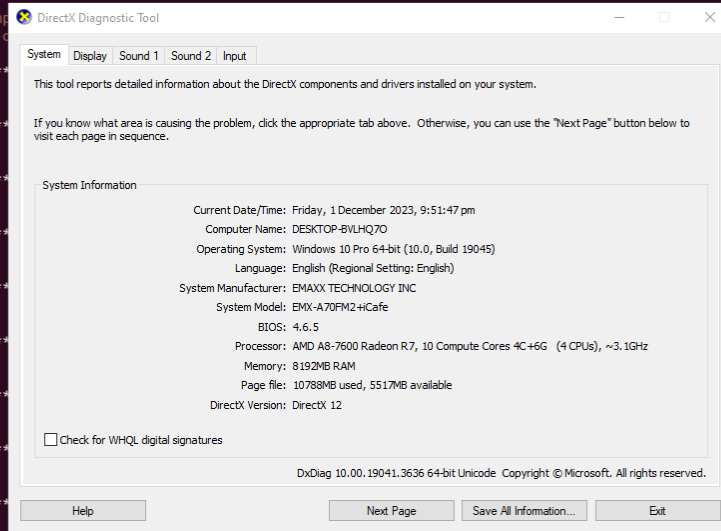 DirectX Diagnostic Tool
System Display Sound 1 Sound 2 Input
This tool reports detailed information about the DirectX components and drivers installed on your system.
If you know what area is causing the problem, click the appropriate tab above.  Otherwise, you can use the "Next Page" button below to
visit each page in sequence.
System Information
Current Date/Time: Friday, 1 December 2023, 9:51:47 pm
Computer Name: DESKTOP-BVLHQ7O
Operating System: Windows 10 Pro 64-bit (10.0, Build 19045)
Language: English (Regional Setting: English)
System Manufacturer: EMAXX TECHNOLOGY INC
System Model: EMX-A70FM2+iCafe
BIOS: 4.6.5
Processor: AMD A8-7600 Radeon R7, 10 Compute Cores 4C+6G   (4 CPUs), ~3.1GHz
Memory: 8192MB RAM
Page file: 10788MB used, 5517MB available
DirectX Version: DirectX 12
Check for WHQL digital signatures
DxDiag 10.00.19041.3636 64-bit Unicode  Copyright © Microsoft. All rights reserved.
Help Next Page Save All Information... Exit